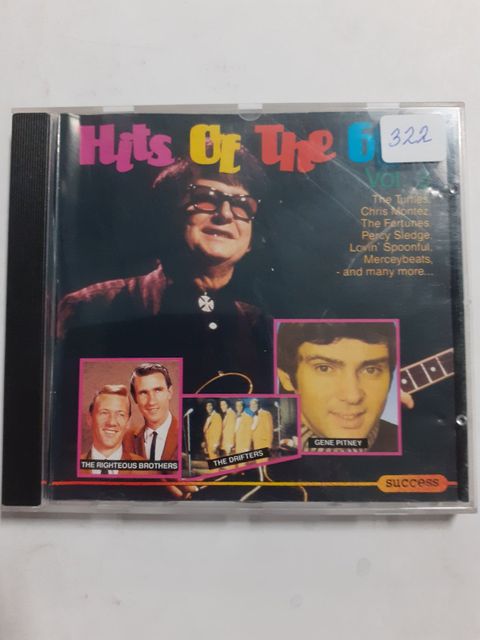 Hits Of The 6
322
Vol.
The Tymes,
Chris Montez,
The Fortunes,
Percy Sledge,
Lovin' Spoonful,
Merceybeats,
- and many more...
GENE PITNEY
THE DRIFTERS
THE RIGHTEOUS BROTHERS
success